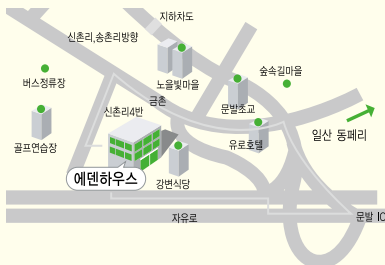 지하차도
신촌리,송촌리방향
노을빛마을
숲속길마을
버스정류장
금촌
신촌리4반
문발초교
골프연습장
유로호텔
일산 동패리
에덴하우스
강변식당
자유로
문발 IC